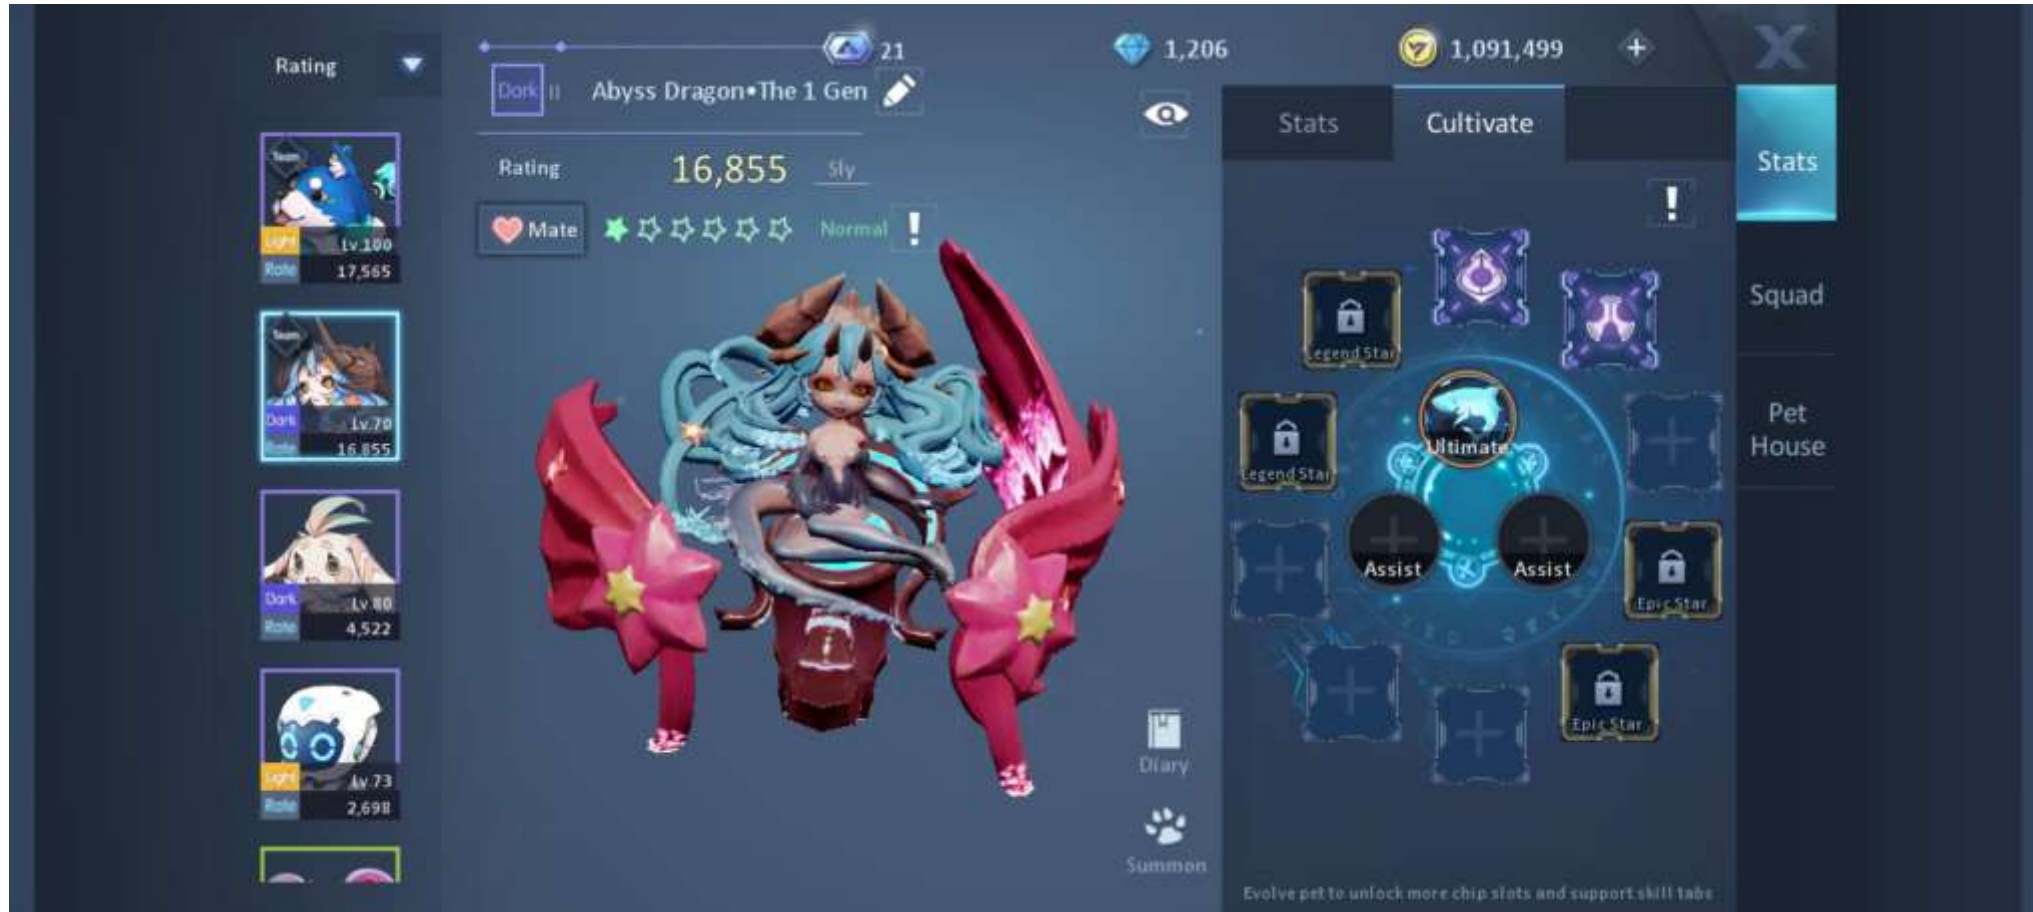 Rating
Team
Light
Lv.100
Rate 17,565
Team
Dark
Lv.70
Rate 16,855
Dark
Lv.80
Rate 4,522
Light
Lv.73
Rate 2,698
21
Dark II Abyss Dragon•The 1 Gen
Rating 16,855 Sly
Mate Normal !
1,206
1,091,499 +
X
Stats Cultivate
!
Legend Star
Legend Star
Ultimate
Assist
Assist
Epic Star
Epic Star
Diary
Summon
Evolve pet to unlock more chip slots and support skill tabs
Stats
Squad
Pet
House